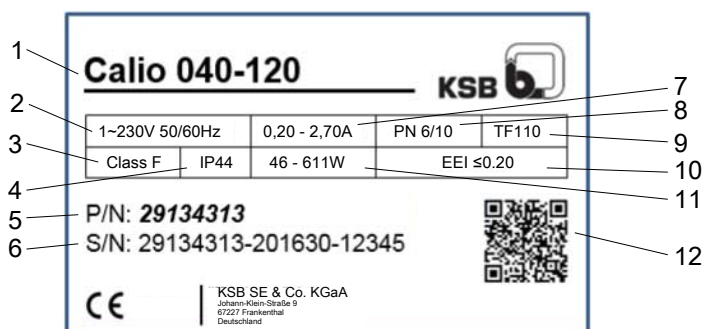 1
Calio 040-120
KSB b.
7
8
2
1~230V 50/60Hz
0,20 - 2,70A
PN 6/10
TF110
9
3
Class F
IP44
46 - 611W
EEI ≤0.20
10
4
11
5
P/N: 29134313
6
S/N: 29134313-201630-12345
12
CE
KSB SE & Co. KGaA
Johann-Klein-Straße 9
67227 Frankenthal
Deutschland